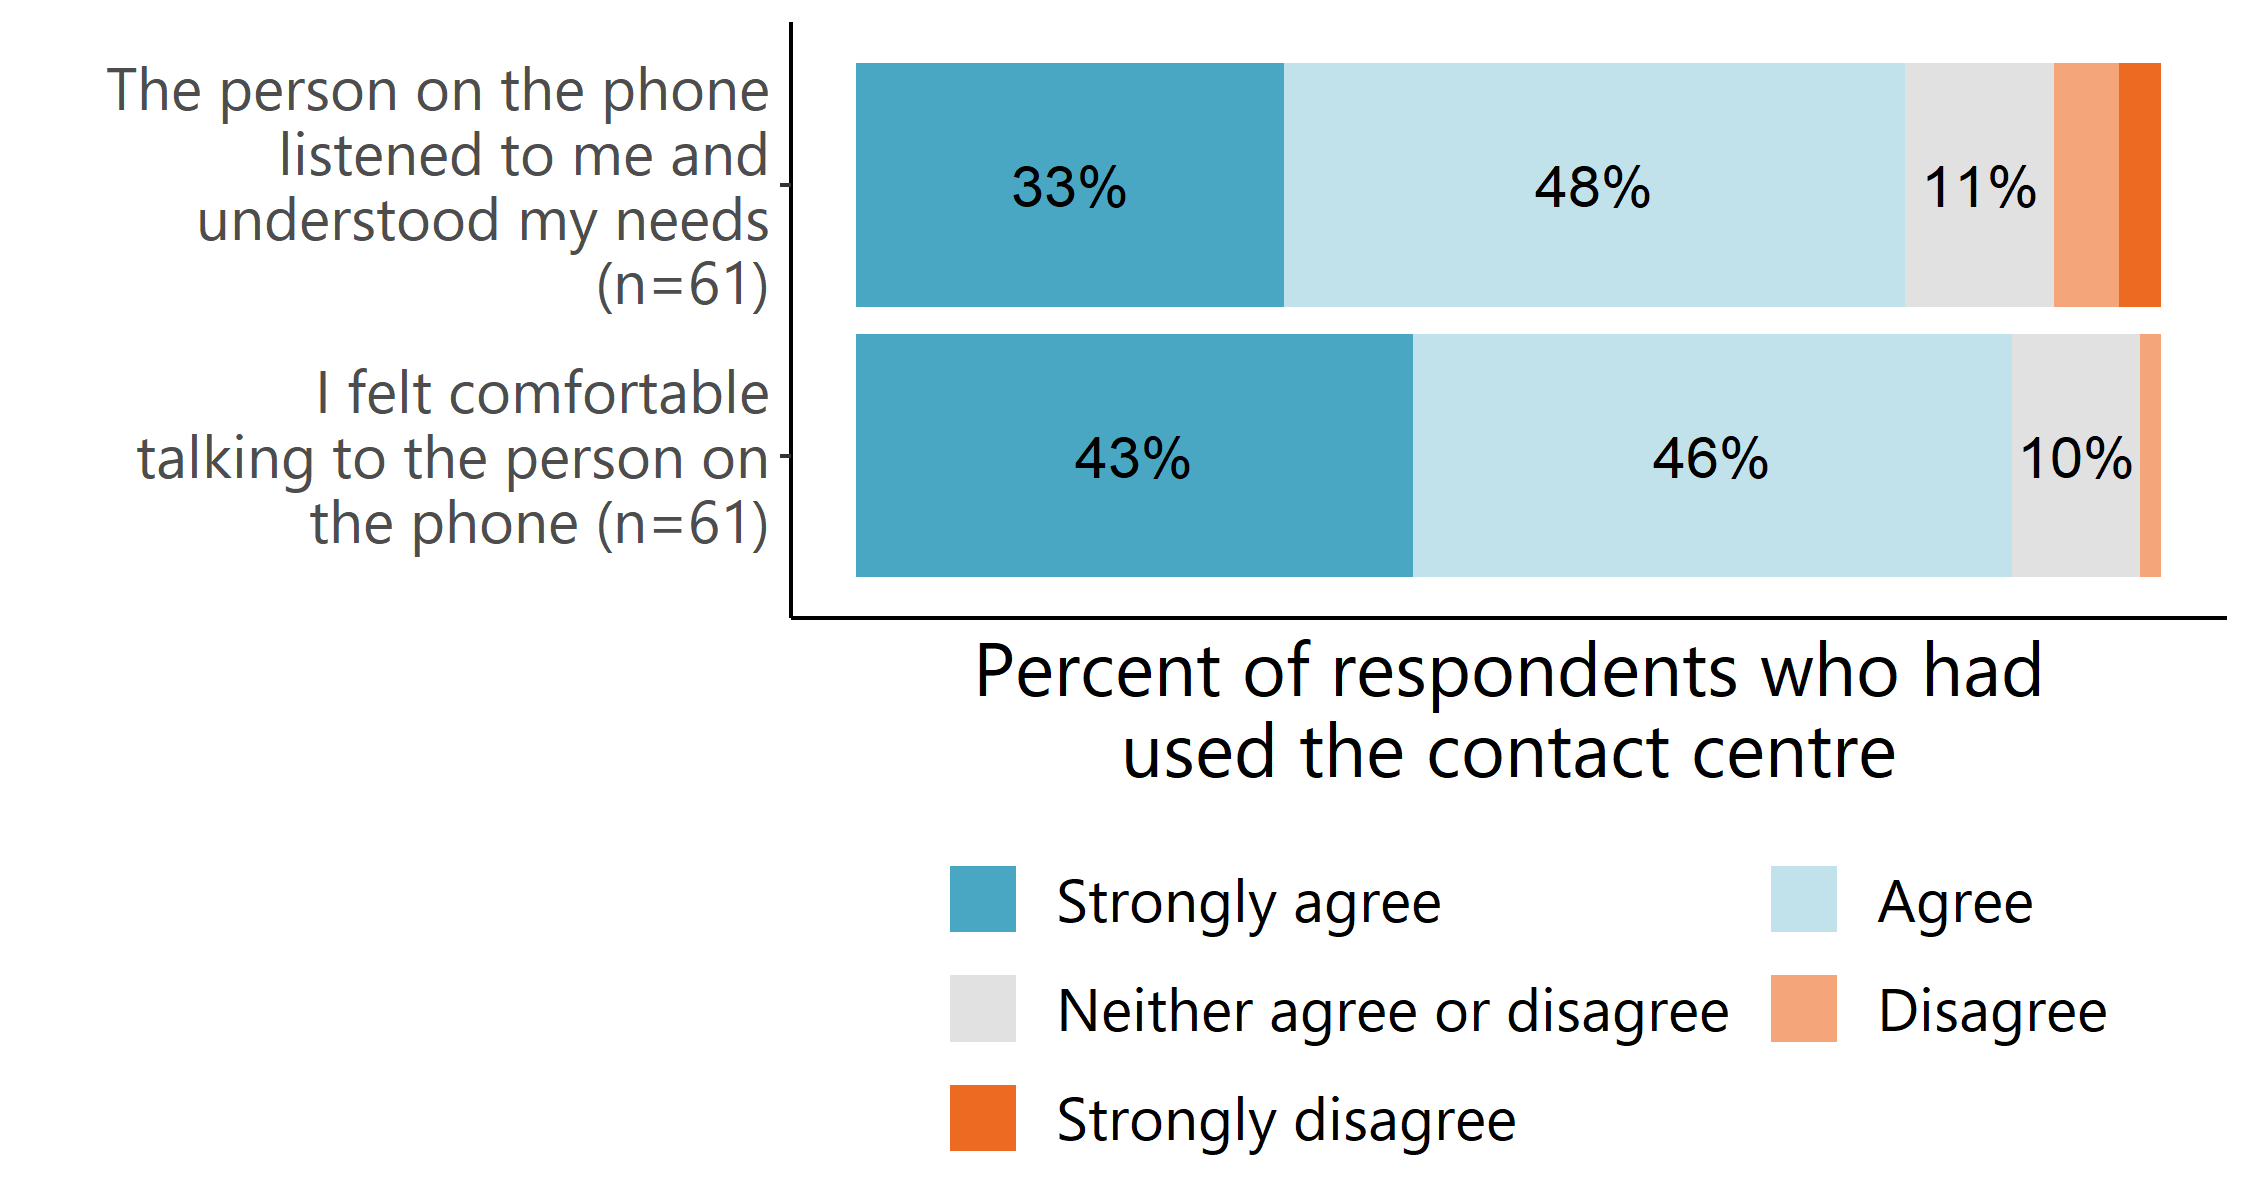 The person on the phone
listened to me and
understood my needs
(n=61)
33%
48%
11%
I felt comfortable
talking to the person on
the phone (n=61)
43%
46%
10%
Percent of respondents who had
used the contact centre
Strongly agree
Agree
Neither agree or disagree
Disagree
Strongly disagree